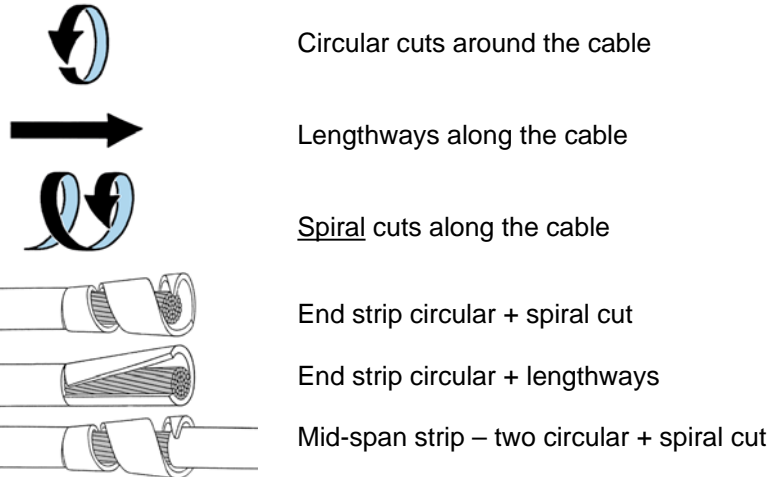 Circular cuts around the cable
Lengthways along the cable
Spiral cuts along the cable
End strip circular + spiral cut
End strip circular + lengthways
Mid-span strip – two circular + spiral cut